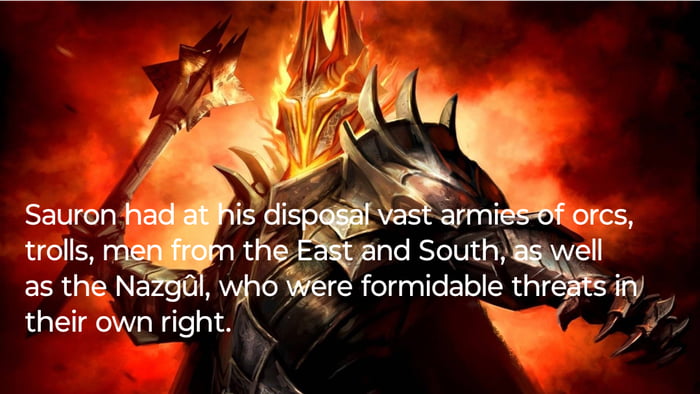 Sauron had at his disposal vast armies of orcs,
trolls, men from the East and South, as well
as the Nazgûl, who were formidable threats in
their own right.